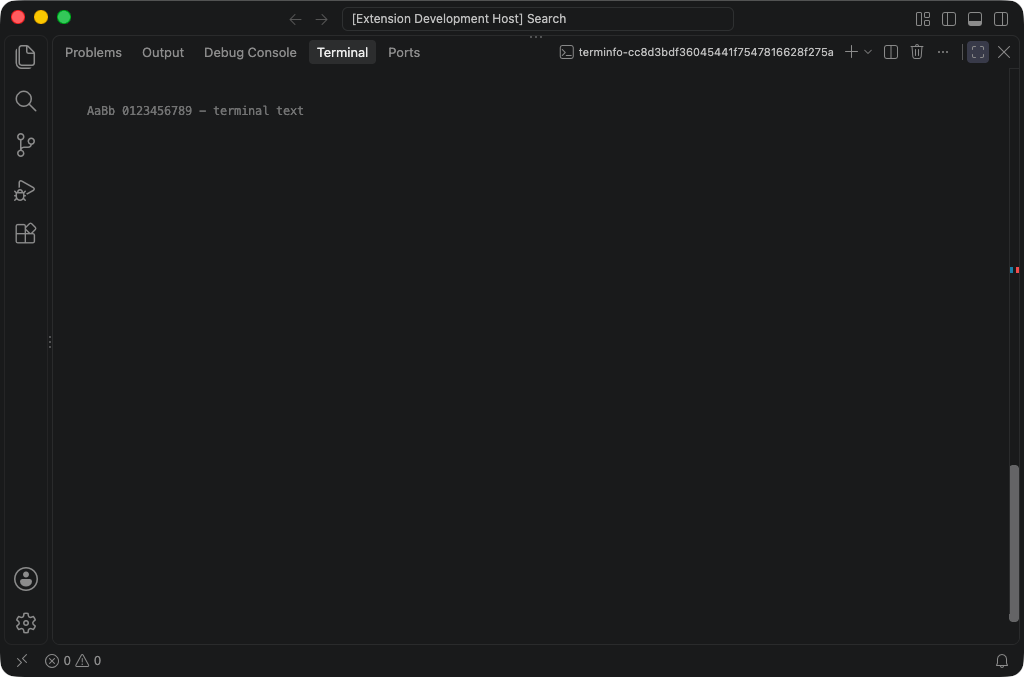 [Extension Development Host] Search
Problems Output Debug Console Terminal Ports terminfo-cc8d3bdf36045441f7547816628f275a
AaBb 0123456789 — terminal text
0 0